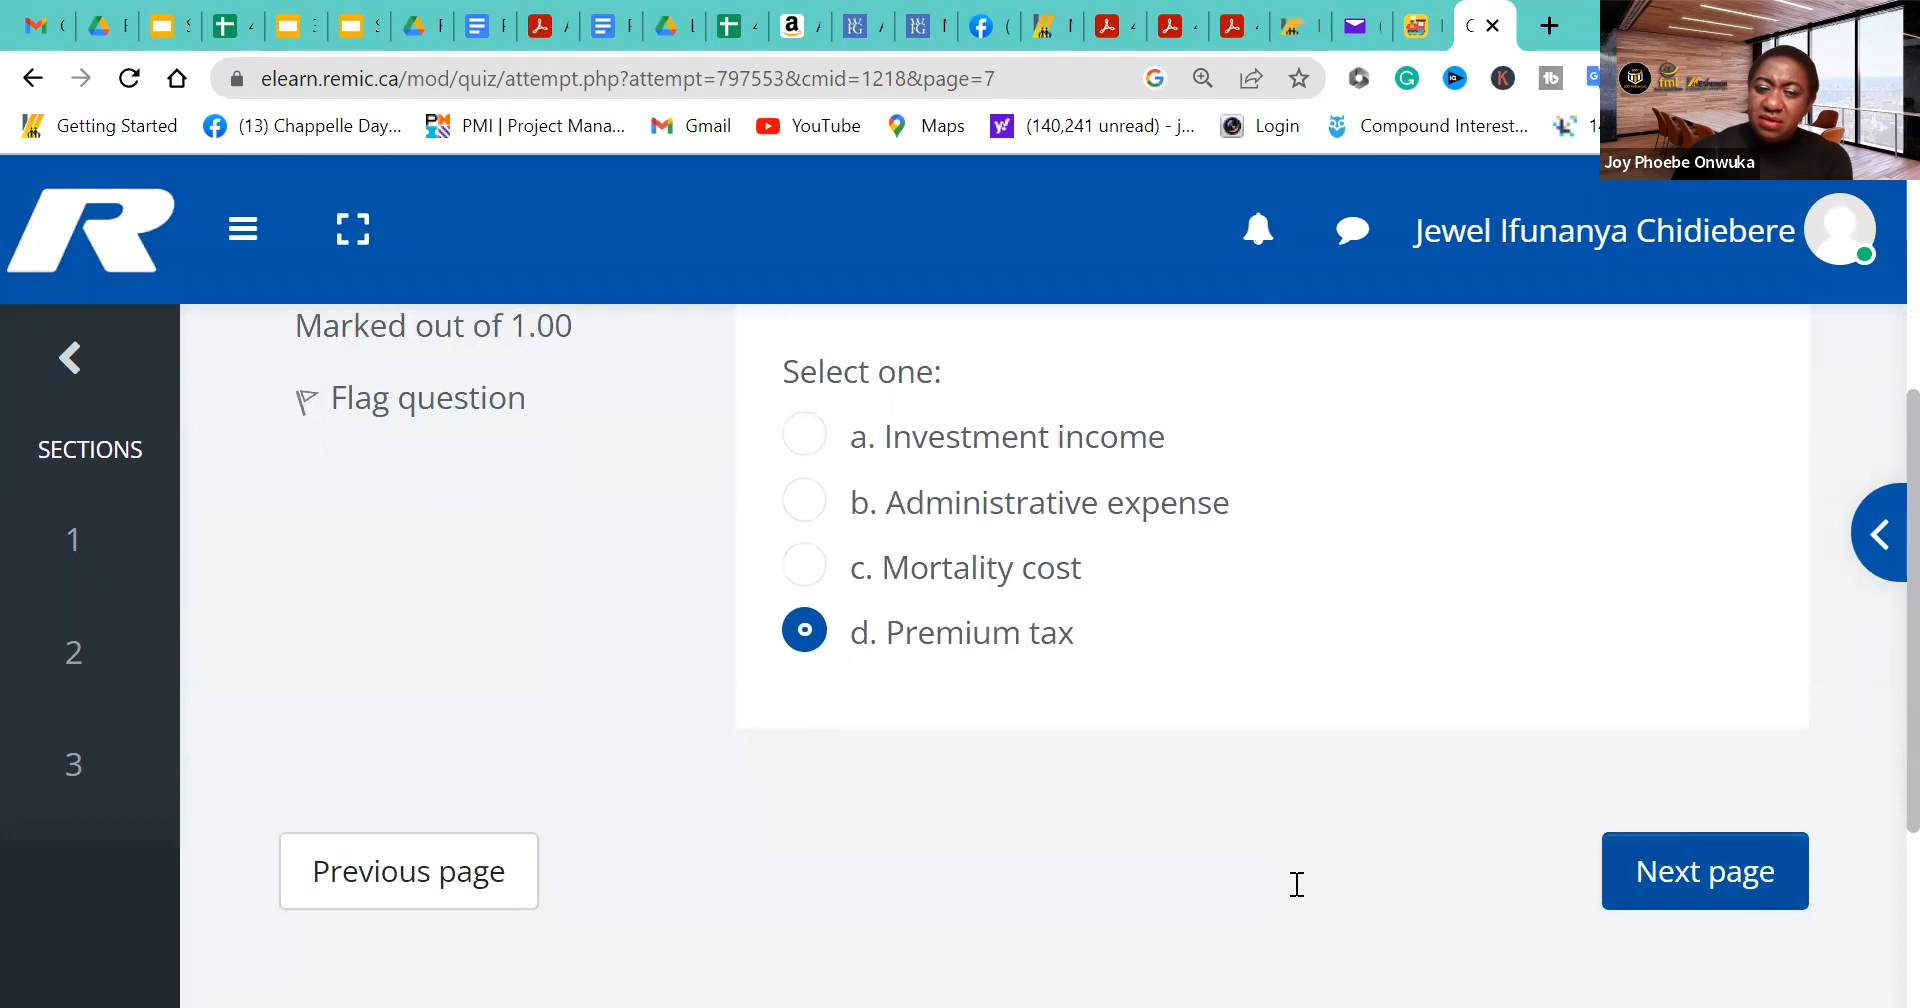 elearn.remic.ca/mod/quiz/attempt.php?attempt=797553&cmid=1218&page=7
Getting Started
(13) Chappelle Day...
PMI | Project Mana...
Gmail
YouTube
Maps
(140,241 unread) - j...
Login
Compound Interest...
Joy Phoebe Onwuka
Jewel Ifunanya Chidiebere
Marked out of 1.00
Flag question
SECTIONS
1
2
3
Select one:
a. Investment income
b. Administrative expense
c. Mortality cost
d. Premium tax
Previous page
Next page